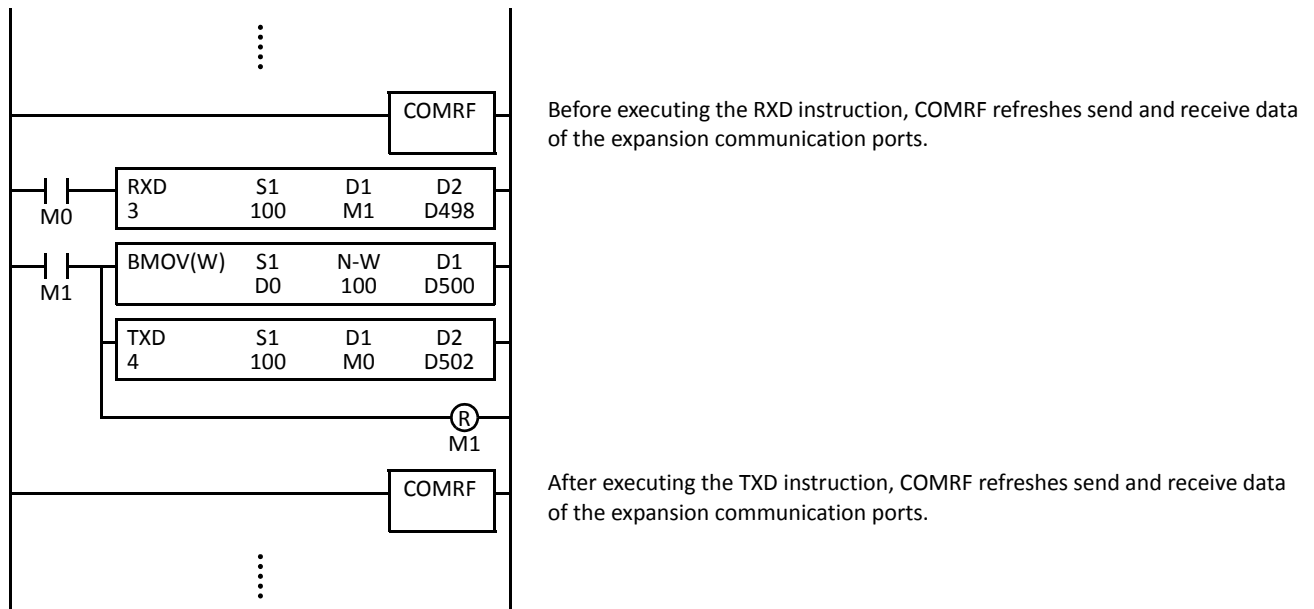 COMRF
Before executing the RXD instruction, COMRF refreshes send and receive data
of the expansion communication ports.
RXD S1 D1 D2
3 100 M1 D498
M0
BMOV(W) S1 N-W D1
D0 100 D500
M1
TXD S1 D1 D2
4 100 M0 D502
R
M1
COMRF
After executing the TXD instruction, COMRF refreshes send and receive data
of the expansion communication ports.